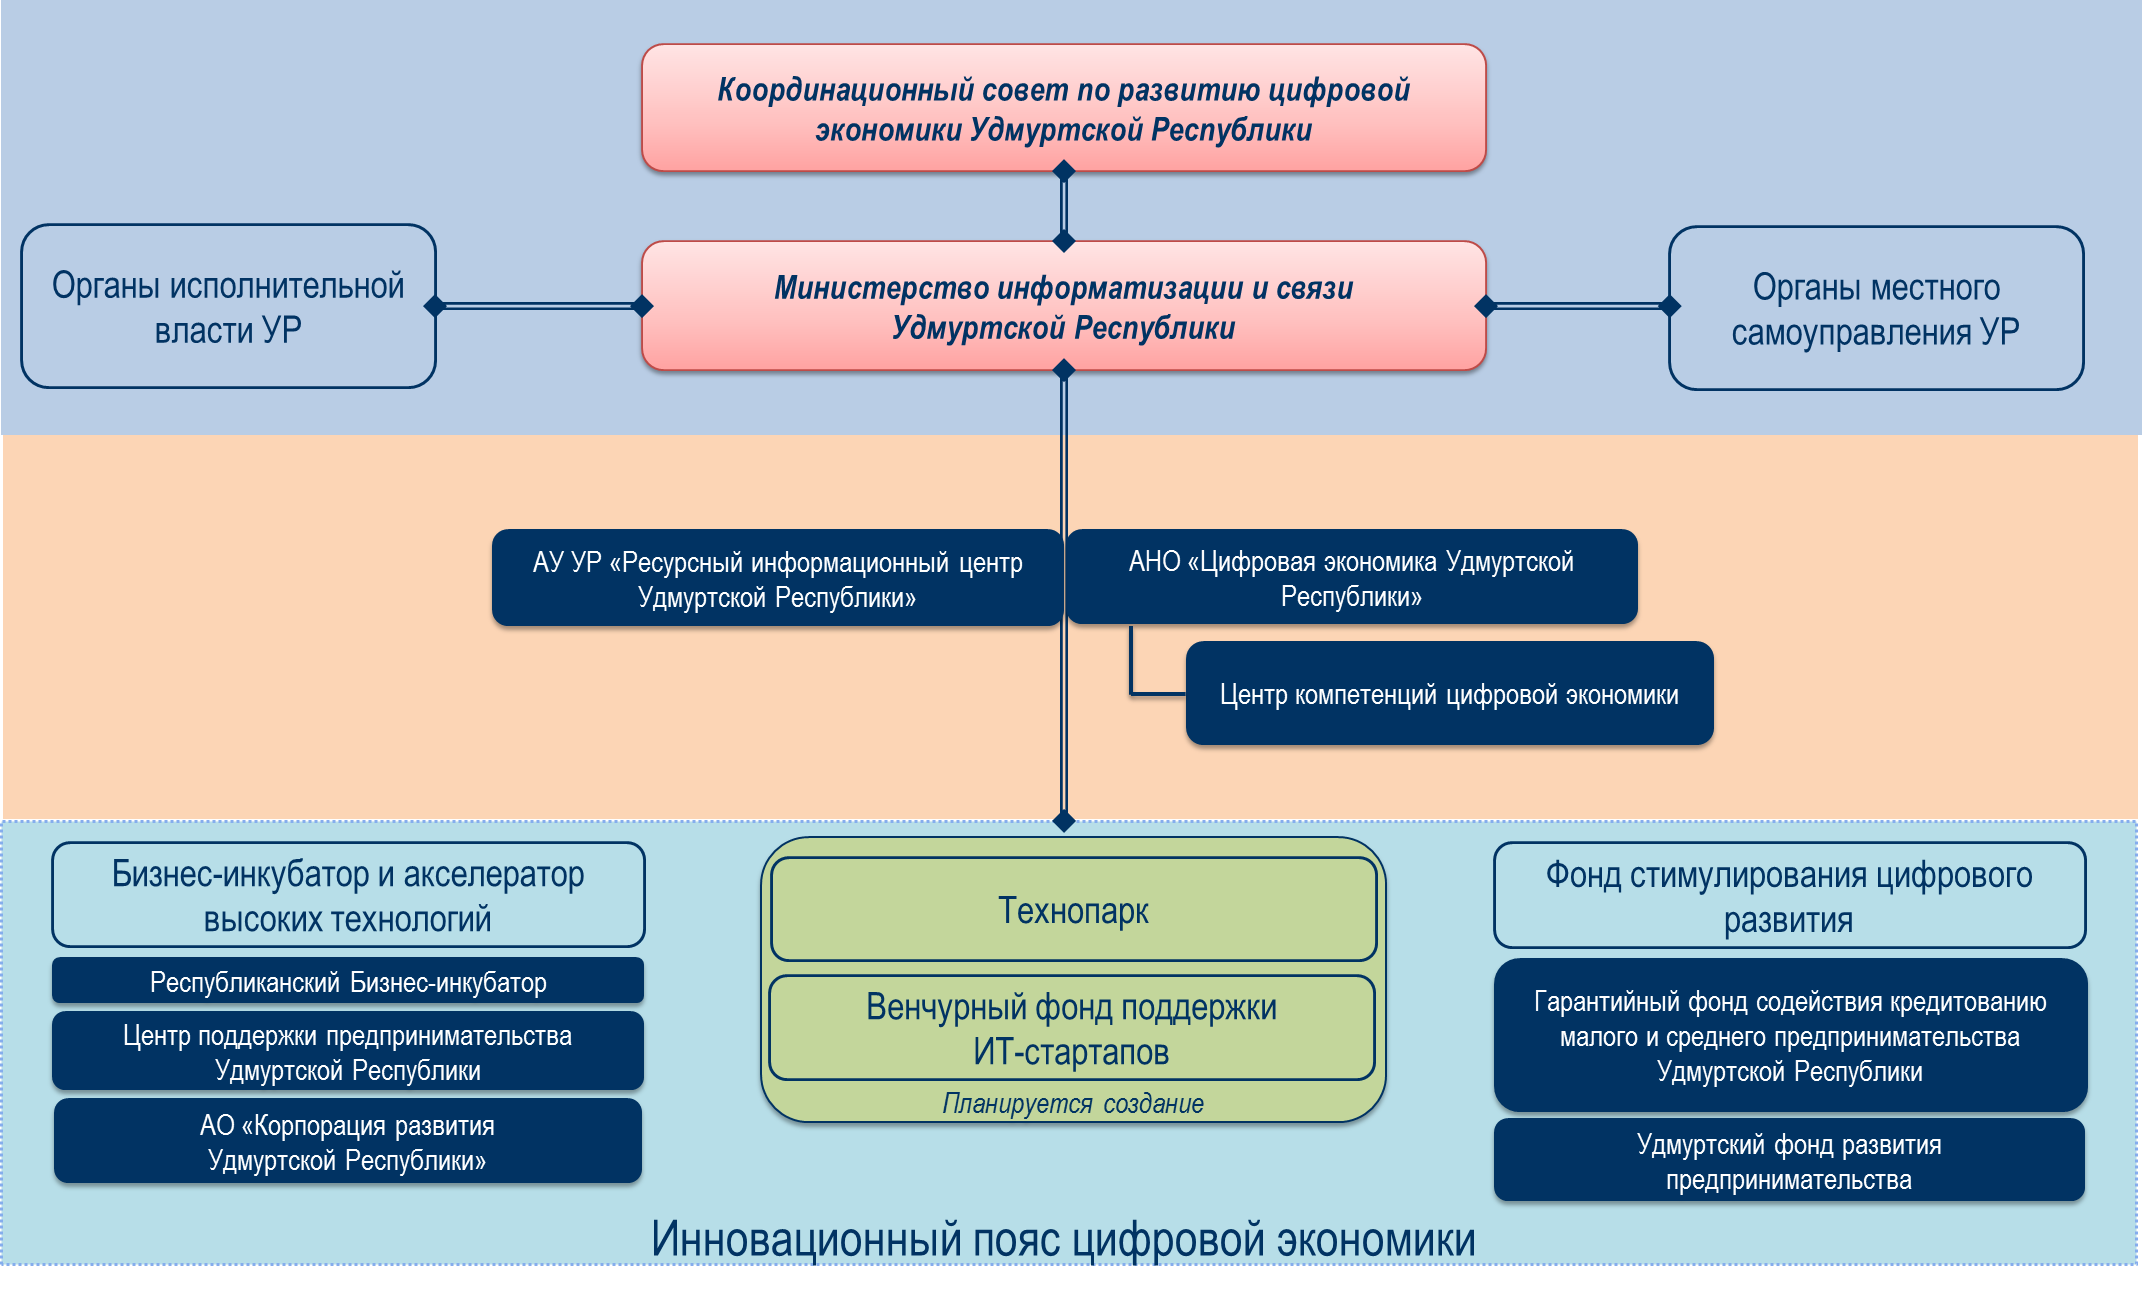 Координационный совет по развитию цифровой
экономики Удмуртской Республики
Органы исполнительной
власти УР
Министерство информатизации и связи
Удмуртской Республики
Органы местного
самоуправления УР
АУ УР «Ресурсный информационный центр
Удмуртской Республики»
АНО «Цифровая экономика Удмуртской
Республики»
Центр компетенций цифровой экономики
Бизнес-инкубатор и акселератор
высоких технологий
Республиканский Бизнес-инкубатор
Центр поддержки предпринимательства
Удмуртской Республики
АО «Корпорация развития
Удмуртской Республики»
Технопарк
Венчурный фонд поддержки
ИТ-стартапов
Планируется создание
Фонд стимулирования цифрового
развития
Гарантийный фонд содействия кредитованию
малого и среднего предпринимательства
Удмуртской Республики
Удмуртский фонд развития
предпринимательства
Инновационный пояс цифровой экономики